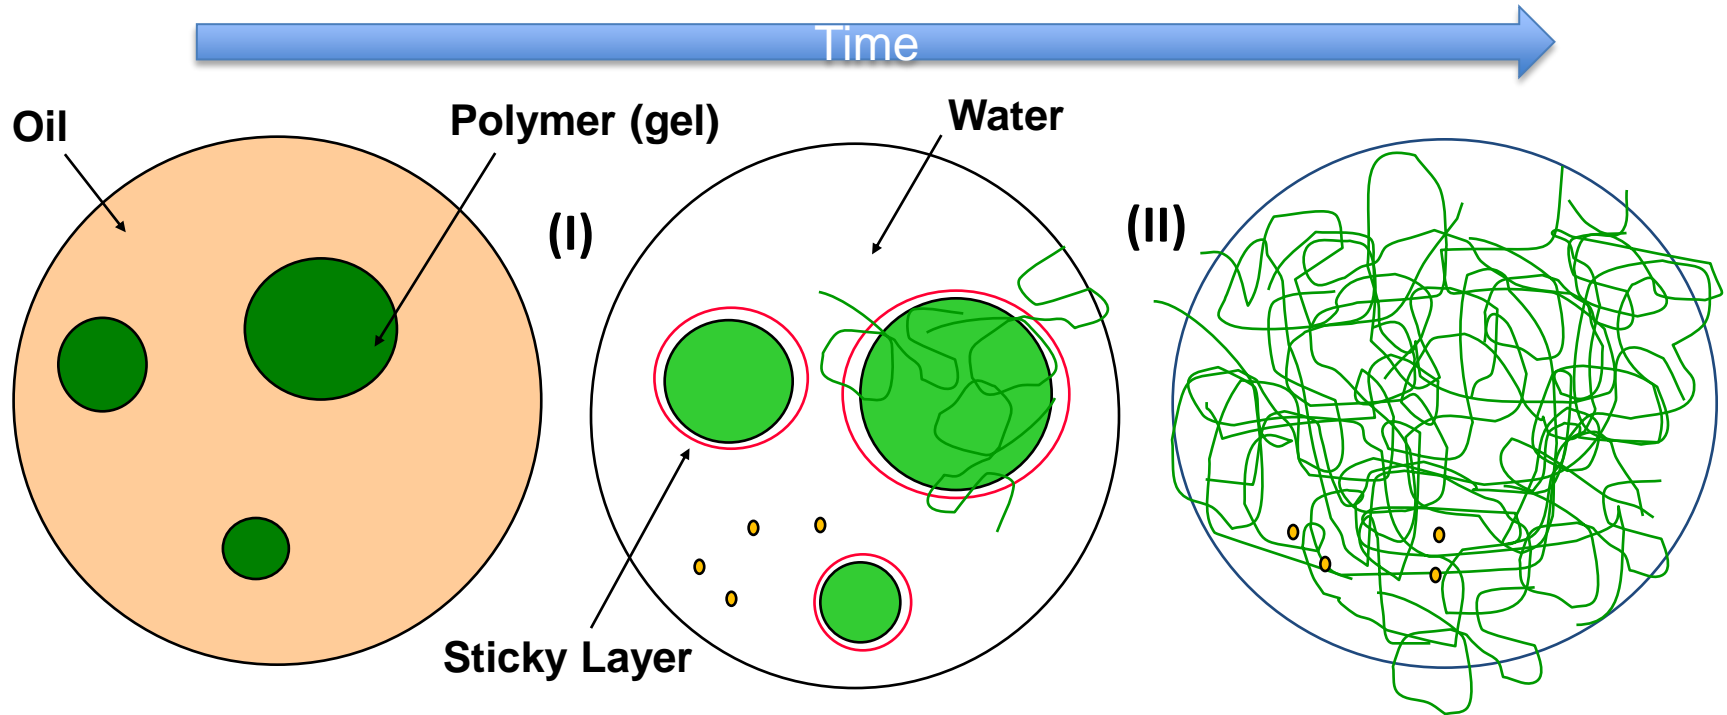 Time
Oil
Polymer (gel)
Water
(I)
(II)
Sticky Layer